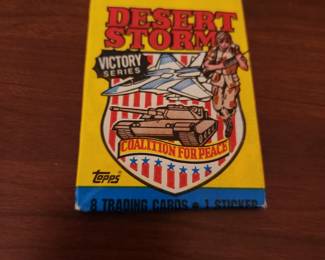 DESERT
STORM
VICTORY
SERIES
COALITION FOR PEACE
topps
8 TRADING CARDS • 1 STICKER